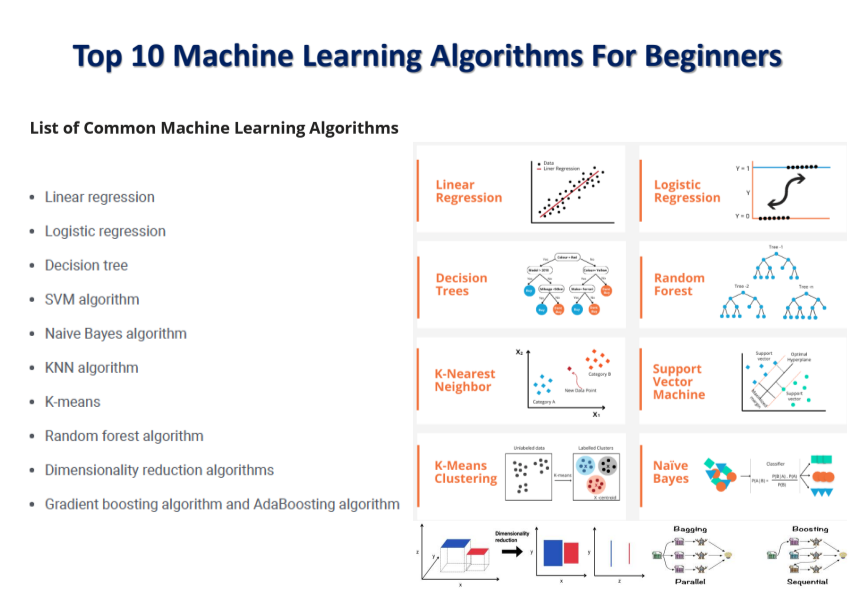 Top 10 Machine Learning Algorithms For Beginners
List of Common Machine Learning Algorithms
Linear regression
Logistic regression
Decision tree
SVM algorithm
Naive Bayes algorithm
KNN algorithm
K-means
Random forest algorithm
Dimensionality reduction algorithms
Gradient boosting algorithm and AdaBoosting algorithm
Linear
Regression
Data
Liner Regression
Logistic
Regression
Y = 1
Y
Y = 0
Decision
Trees
Yes
No
Random
Forest
Tree -1
Tree -2
Tree -n
K-Nearest
Neighbor
X₂
Category B
New Data Point
Category A
X₁
Support
Vector
Machine
Support
vector
Optimal
Hyperplane
Support
vector
K-Means
Clustering
Unlabeled data
Labelled Clusters
K-means
X-centroid
Naïve
Bayes
Classifier
P(A|B) =
P(B|A) . P(A)
P(B)
Dimensionality
reduction
z
y
x
y
x
y
z
Bagging
Parallel
Boosting
Sequential